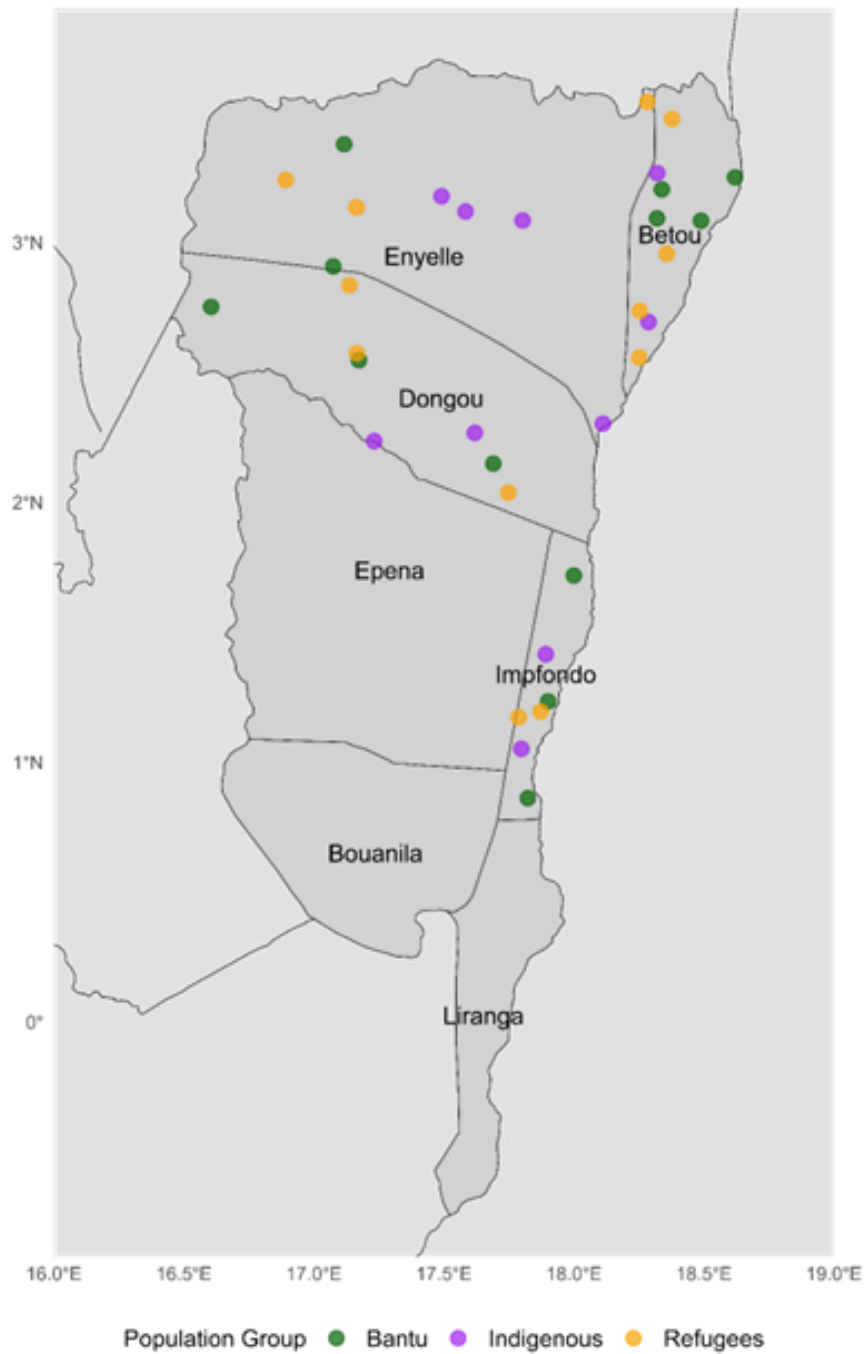 Betou
3°N
Enyelle
Dongou
2°N
Epena
Impfondo
1°N
Bouanila
Liranga
0°
16.0°E 16.5°E 17.0°E 17.5°E 18.0°E 18.5°E 19.0°E
Population Group Bantu Indigenous Refugees